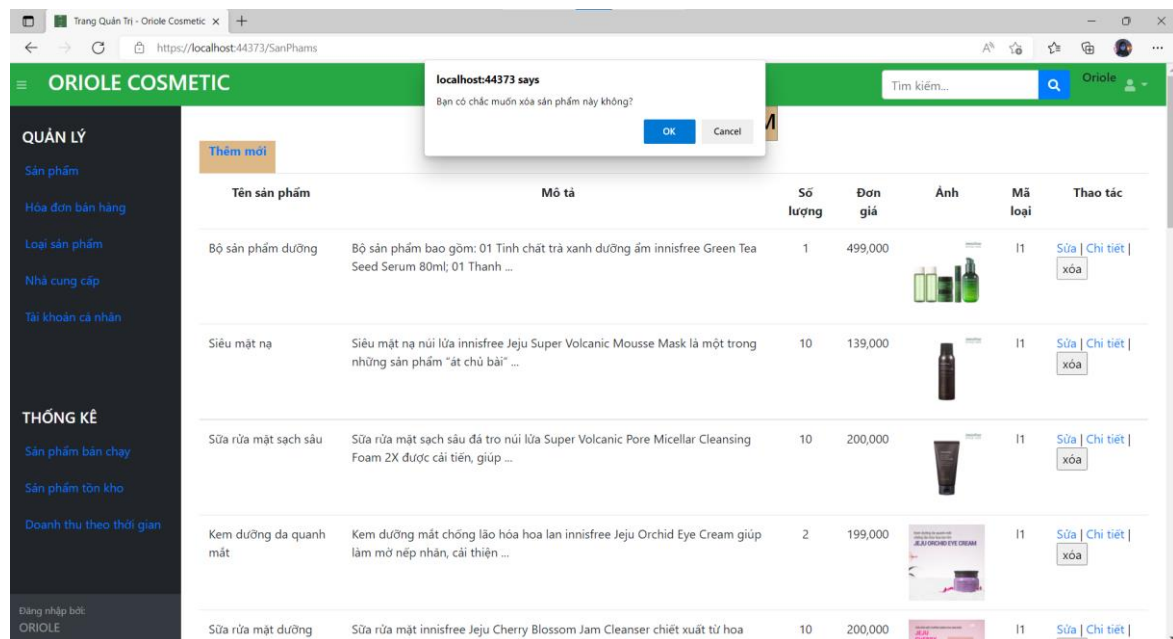 Trang Quản Trị - Oriole Cosmetic
https://localhost:44373/SanPhams
ORIOLE COSMETIC
localhost:44373 says
Bạn có chắc muốn xóa sản phẩm này không?
OK Cancel
Tìm kiếm...
Oriole
QUẢN LÝ
Sản phẩm
Hóa đơn bán hàng
Loại sản phẩm
Nhà cung cấp
Tài khoản cá nhân
THỐNG KÊ
Sản phẩm bán chạy
Sản phẩm tồn kho
Doanh thu theo thời gian
Đăng nhập bởi:
ORIOLE
M
Thêm mới
Tên sản phẩm Mô tả Số lượng Đơn giá Ảnh Mã loại Thao tác
Bộ sản phẩm dưỡng Bộ sản phẩm bao gồm: 01 Tinh chất trà xanh dưỡng ẩm innisfree Green Tea 1 499,000 l1 Sửa | Chi tiết |
Seed Serum 80ml; 01 Thanh ... xóa
Siêu mặt nạ Siêu mặt nạ núi lửa innisfree Jeju Super Volcanic Mousse Mask là một trong 10 139,000 l1 Sửa | Chi tiết |
những sản phẩm "át chủ bài" ... xóa
Sữa rửa mặt sạch sâu Sữa rửa mặt sạch sâu đá tro núi lửa Super Volcanic Pore Micellar Cleansing 10 200,000 l1 Sửa | Chi tiết |
Foam 2X được cải tiến, giúp ... xóa
Kem dưỡng da quanh Kem dưỡng mắt chống lão hóa hoa lan innisfree Jeju Orchid Eye Cream giúp 2 199,000 l1 Sửa | Chi tiết |
mắt làm mờ nếp nhăn, cải thiện ... xóa
JEJU ORCHID EYE CREAM
Sữa rửa mặt dưỡng Sữa rửa mặt innisfree Jeju Cherry Blossom Jam Cleanser chiết xuất từ hoa 10 200,000 l1 Sửa | Chi tiết |
JEJU